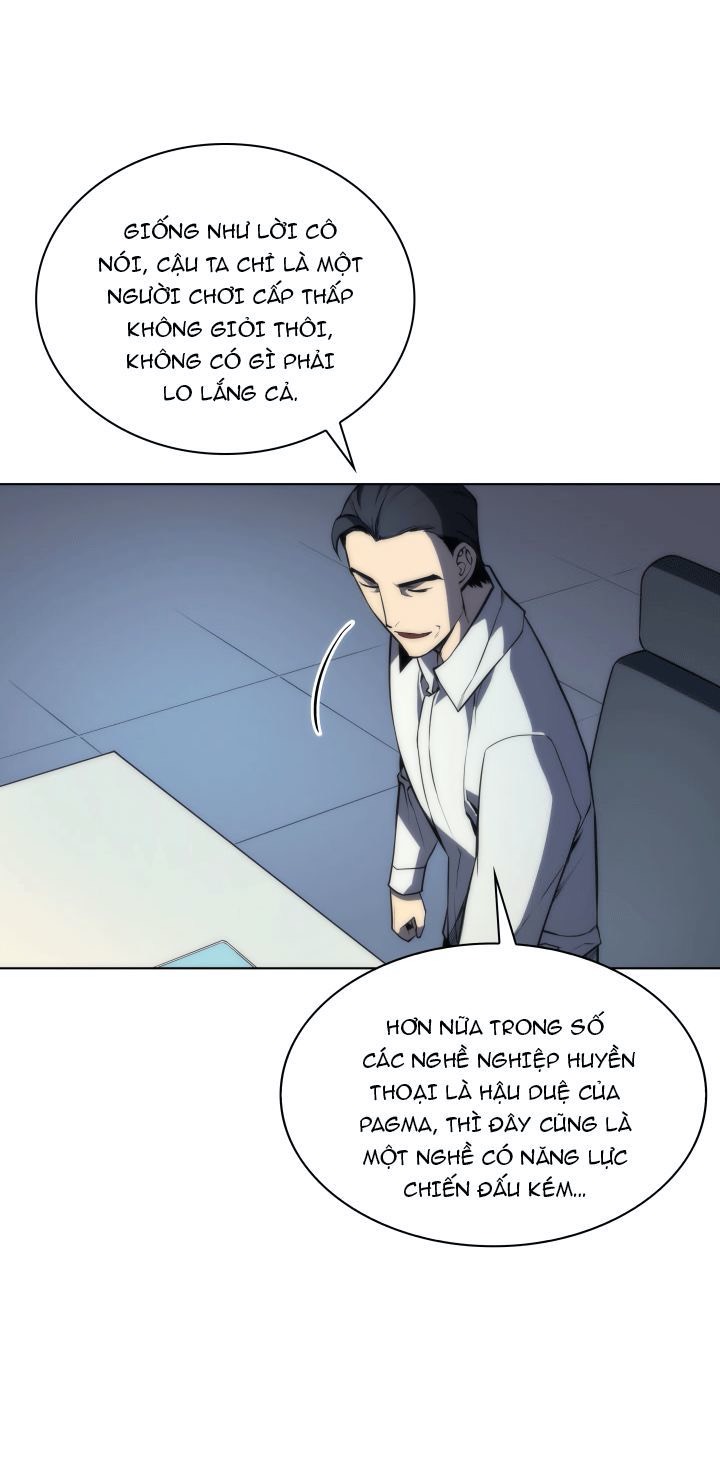 GIỐNG NHƯ LỜI CÔ
NÓI, CẬU TA CHỈ LÀ MỘT
NGƯỜI CHƠI CẤP THẤP
KHÔNG GIỎI THÔI,
KHÔNG CÓ GÌ PHẢI
LO LẮNG CẢ.
HƠN NỮA TRONG SỐ
CÁC NGHỀ NGHIỆP HUYỀN
THOẠI LÀ HẬU DUỆ CỦA
PAGMA, THÌ ĐÂY CŨNG LÀ
MỘT NGHỀ CÓ NĂNG LỰC
CHIẾN ĐẤU KÉM...